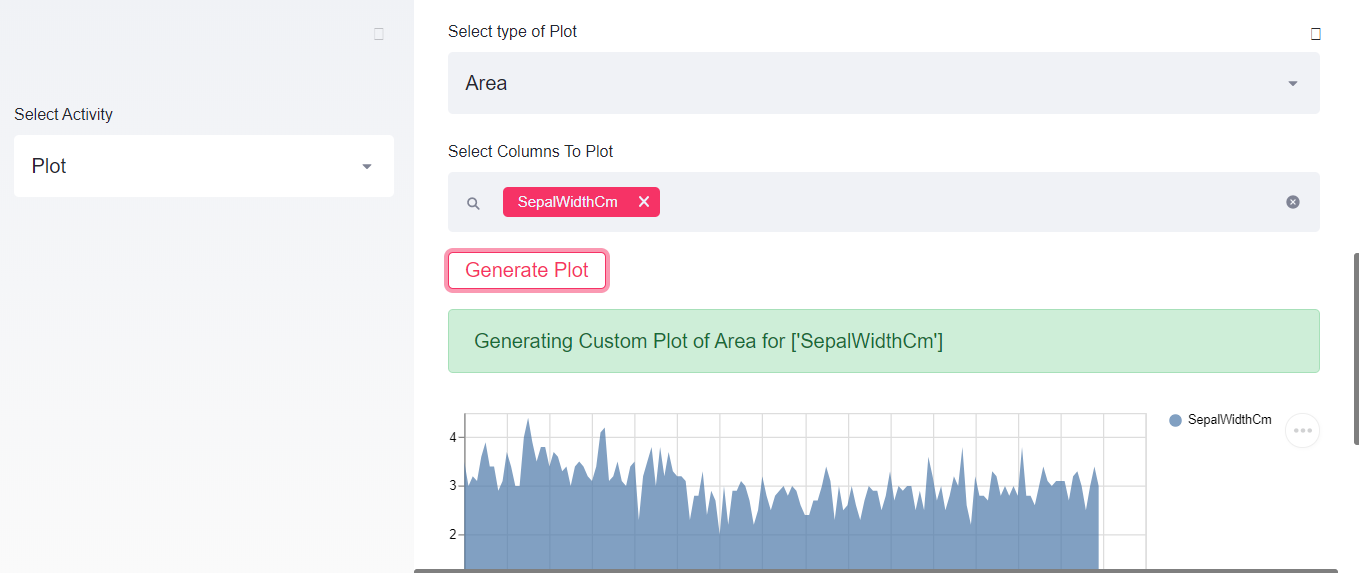 Select Activity
Plot
Select type of Plot
Area
Select Columns To Plot
SepalWidthCm
Generate Plot
Generating Custom Plot of Area for ['SepalWidthCm']
4
3
2
SepalWidthCm